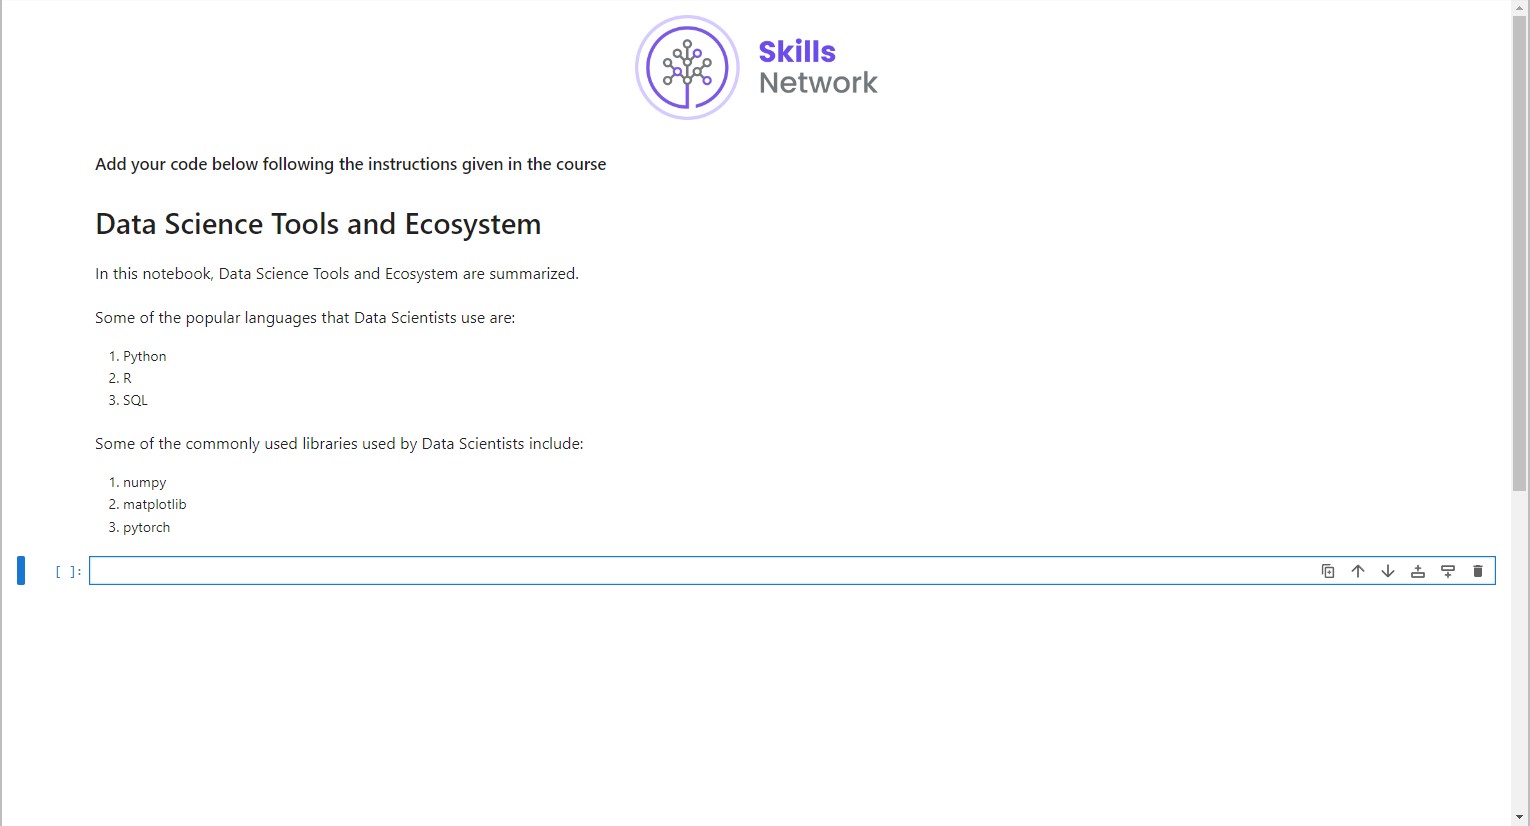 Skills
Network
Add your code below following the instructions given in the course
Data Science Tools and Ecosystem
In this notebook, Data Science Tools and Ecosystem are summarized.
Some of the popular languages that Data Scientists use are:
1. Python
2. R
3. SQL
Some of the commonly used libraries used by Data Scientists include:
1. numpy
2. matplotlib
3. pytorch
[ ]: